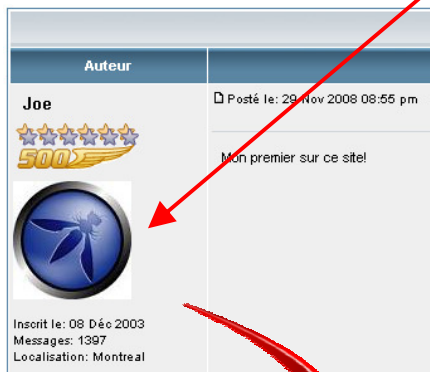 Auteur
Joe
Posté le: 29 Nov 2008 08:55 pm
500
Mon premier sur ce site!
Inscrit le: 08 Déc 2003
Messages: 1397
Localisation: Montreal